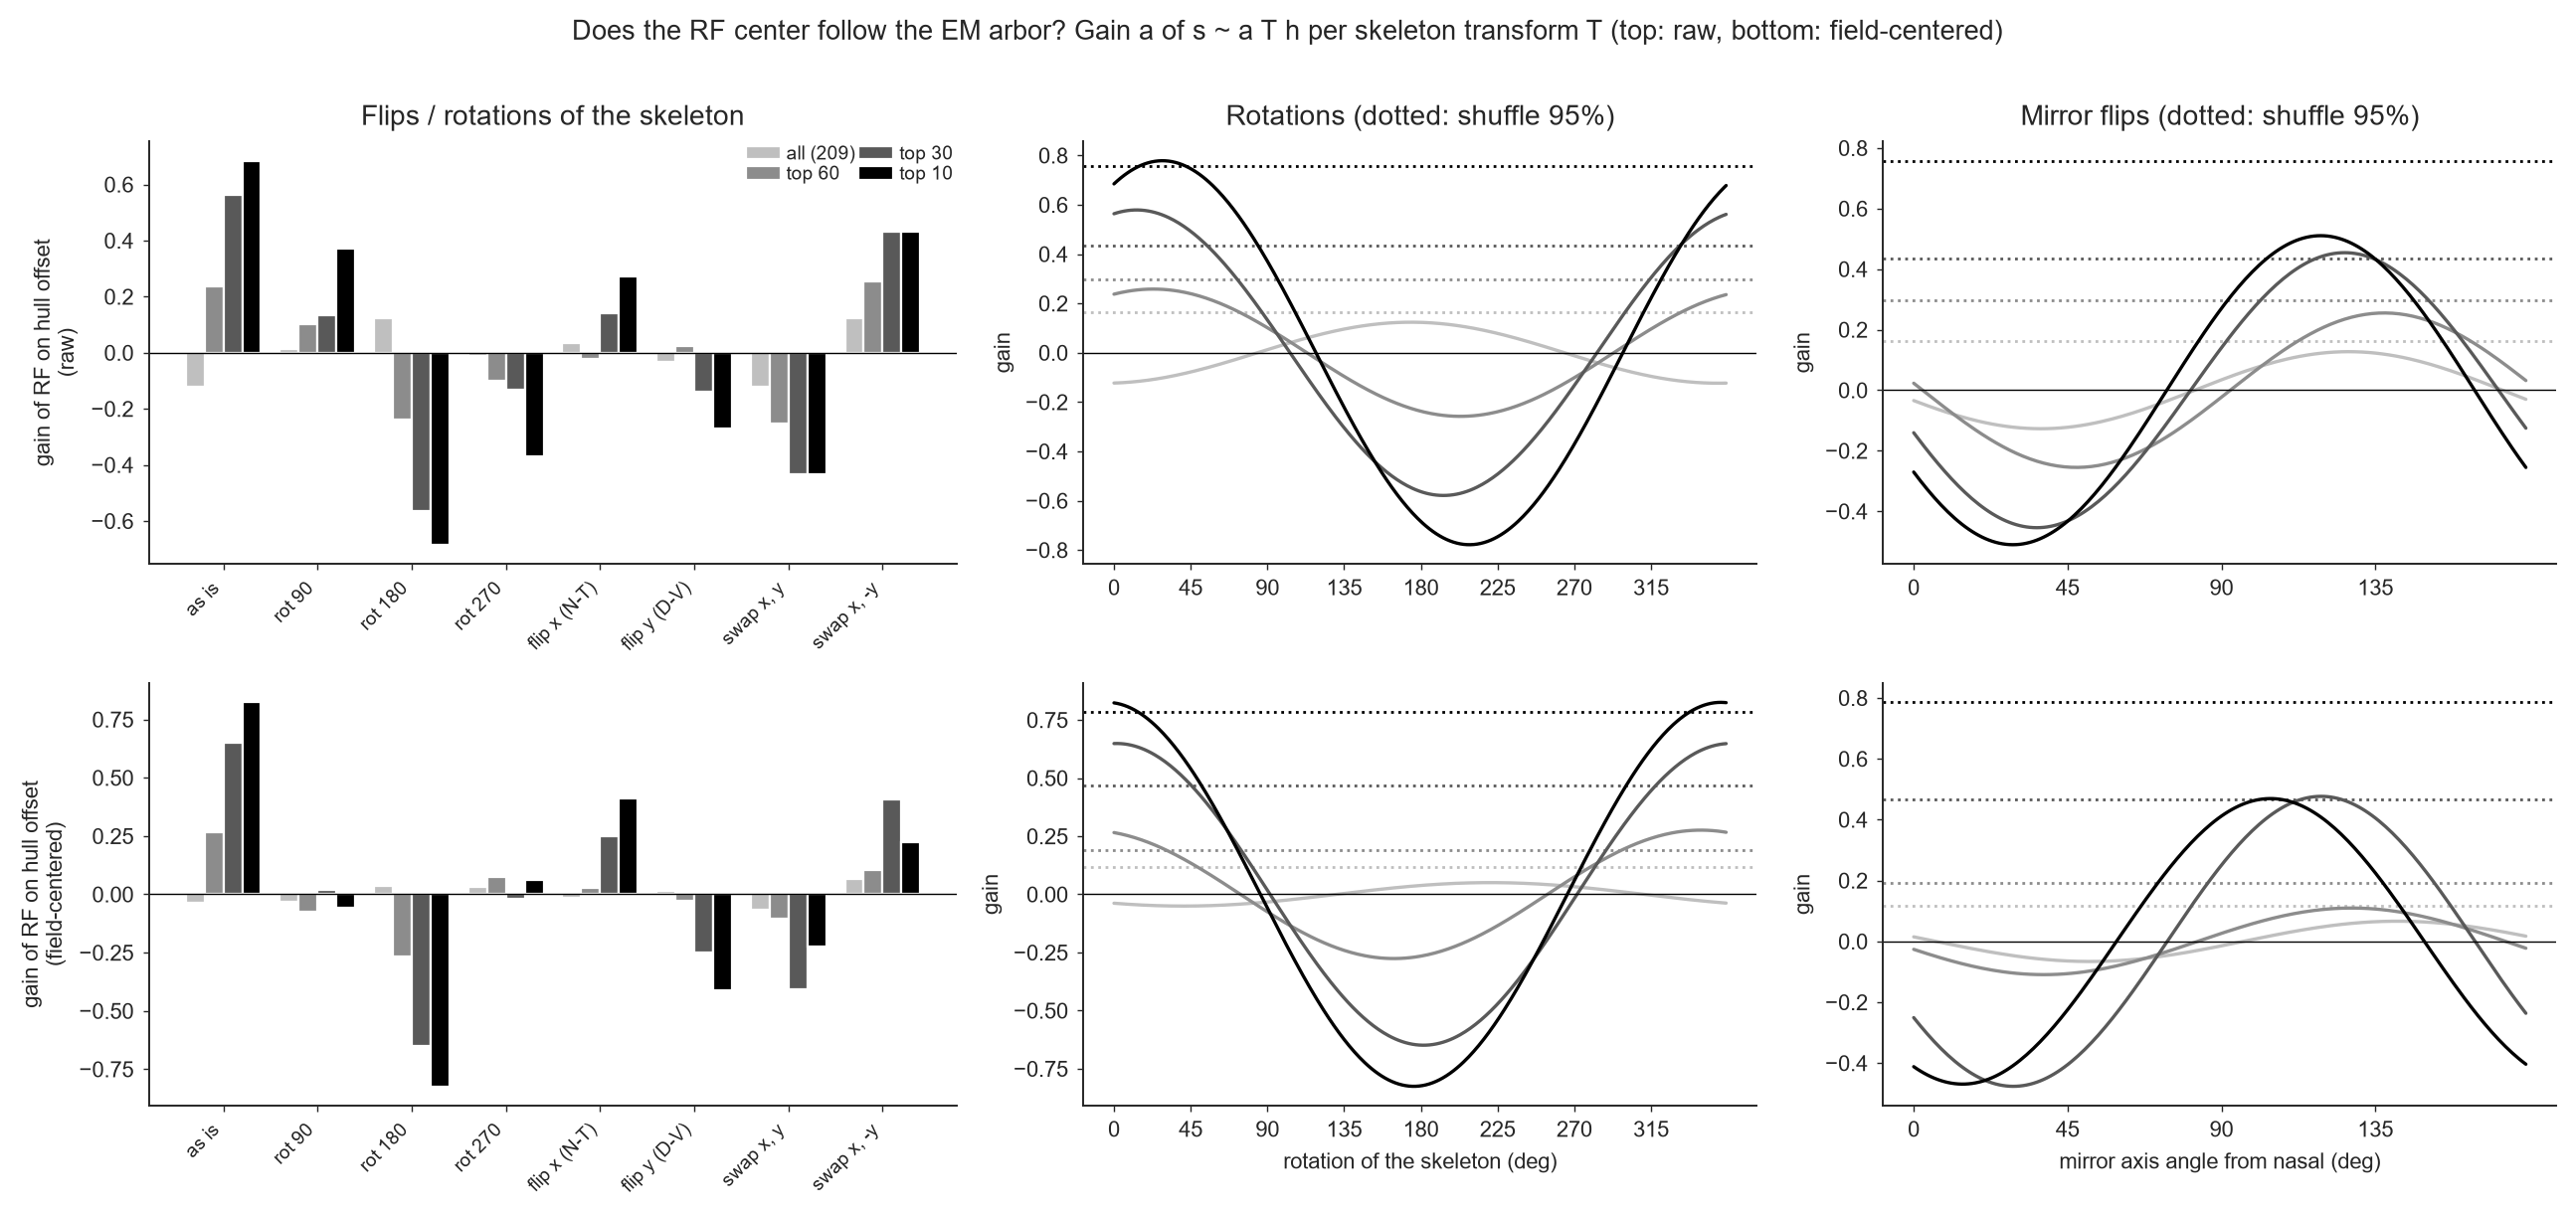 Does the RF center follow the EM arbor? Gain a of s ~ a T h per skeleton transform T (top: raw, bottom: field-centered)
Flips / rotations of the skeleton
all (209)
top 60
top 30
top 10
gain of RF on hull offset
(raw)
0.6
0.4
0.2
0.0
−0.2
−0.4
−0.6
as is
rot 90
rot 180
rot 270
flip x (N-T)
flip y (D-V)
swap x, y
swap x, -y
Rotations (dotted: shuffle 95%)
gain
0.8
0.6
0.4
0.2
0.0
−0.2
−0.4
−0.6
−0.8
0
45
90
135
180
225
270
315
Mirror flips (dotted: shuffle 95%)
gain
0.8
0.6
0.4
0.2
0.0
−0.2
−0.4
0
45
90
135
gain of RF on hull offset
(field-centered)
0.75
0.50
0.25
0.00
−0.25
−0.50
−0.75
as is
rot 90
rot 180
rot 270
flip x (N-T)
flip y (D-V)
swap x, y
swap x, -y
gain
0.75
0.50
0.25
0.00
−0.25
−0.50
−0.75
0
45
90
135
180
225
270
315
rotation of the skeleton (deg)
gain
0.8
0.6
0.4
0.2
0.0
−0.2
−0.4
0
45
90
135
mirror axis angle from nasal (deg)